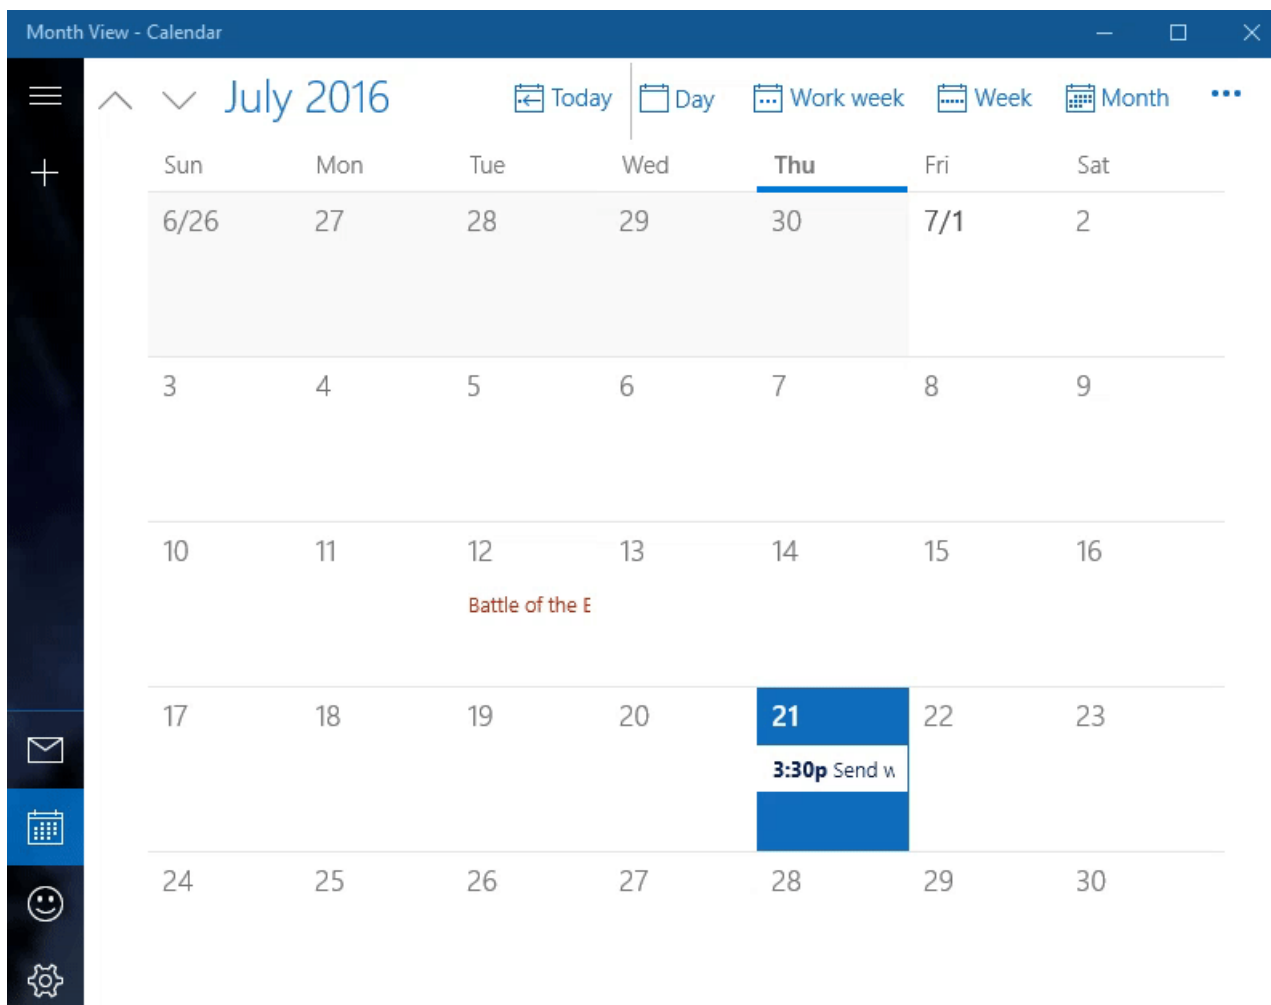 Month View - Calendar
July 2016 Today Day Work week Week Month
Sun Mon Tue Wed Thu Fri Sat
6/26 27 28 29 30 7/1 2
3 4 5 6 7 8 9
10 11 12 13 14 15 16
Battle of the
17 18 19 20 21 22 23
3:30p Send
24 25 26 27 28 29 30